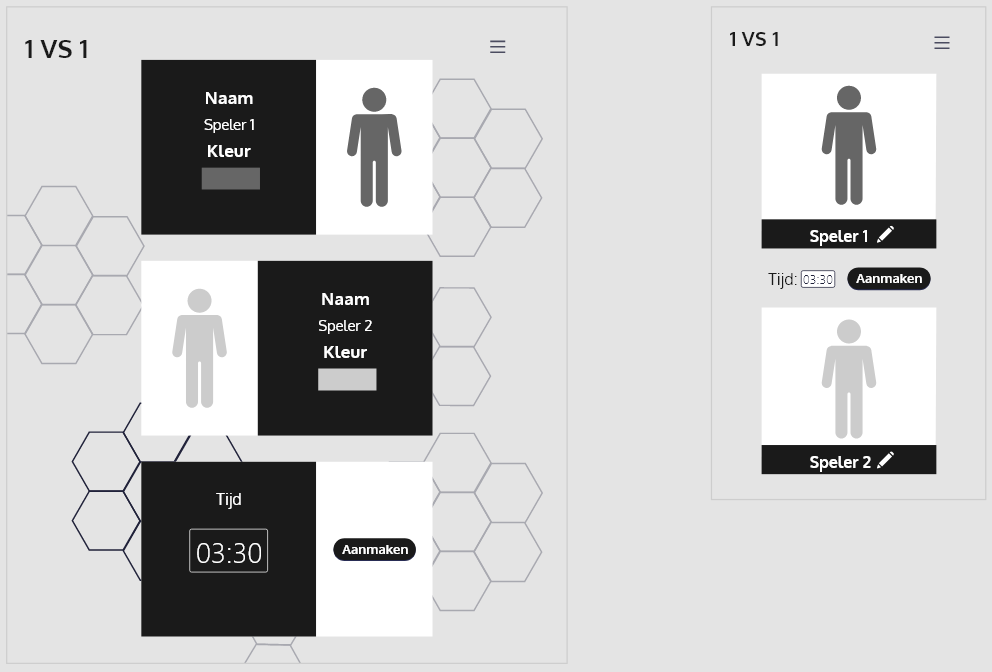 1 VS 1
Naam
Speler 1
Kleur
Naam
Speler 2
Kleur
Tijd
03:30
Aanmaken
1 VS 1
Speler 1
Tijd: 03:30 Aanmaken
Speler 2